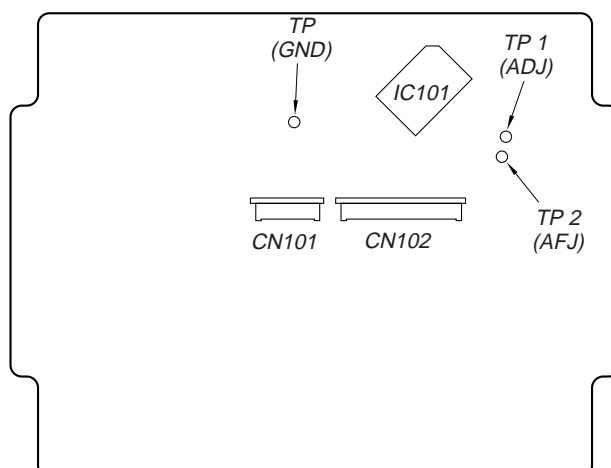 TP
(GND)
TP 1
(ADJ)
IC101
TP 2
(AFJ)
CN101
CN102